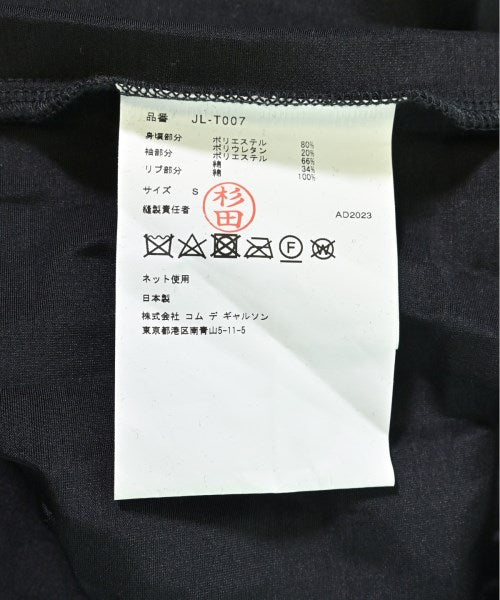 品番 JL-T007
身頃部分 ポリエステル 80%
ポリウレタン 20%
袖部分 ポリエステル 66%
綿 34%
リブ部分 綿 100%
サイズ S
縫製責任者 杉田 AD2023
F W
ネット使用
日本製
株式会社 コム デ ギャルソン
東京都港区南青山5-11-5